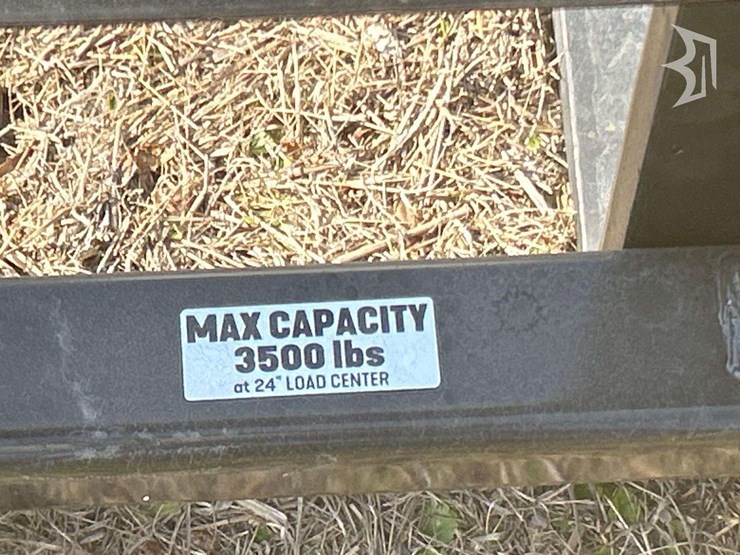 MAX CAPACITY
3500 lbs
at 24" LOAD CENTER